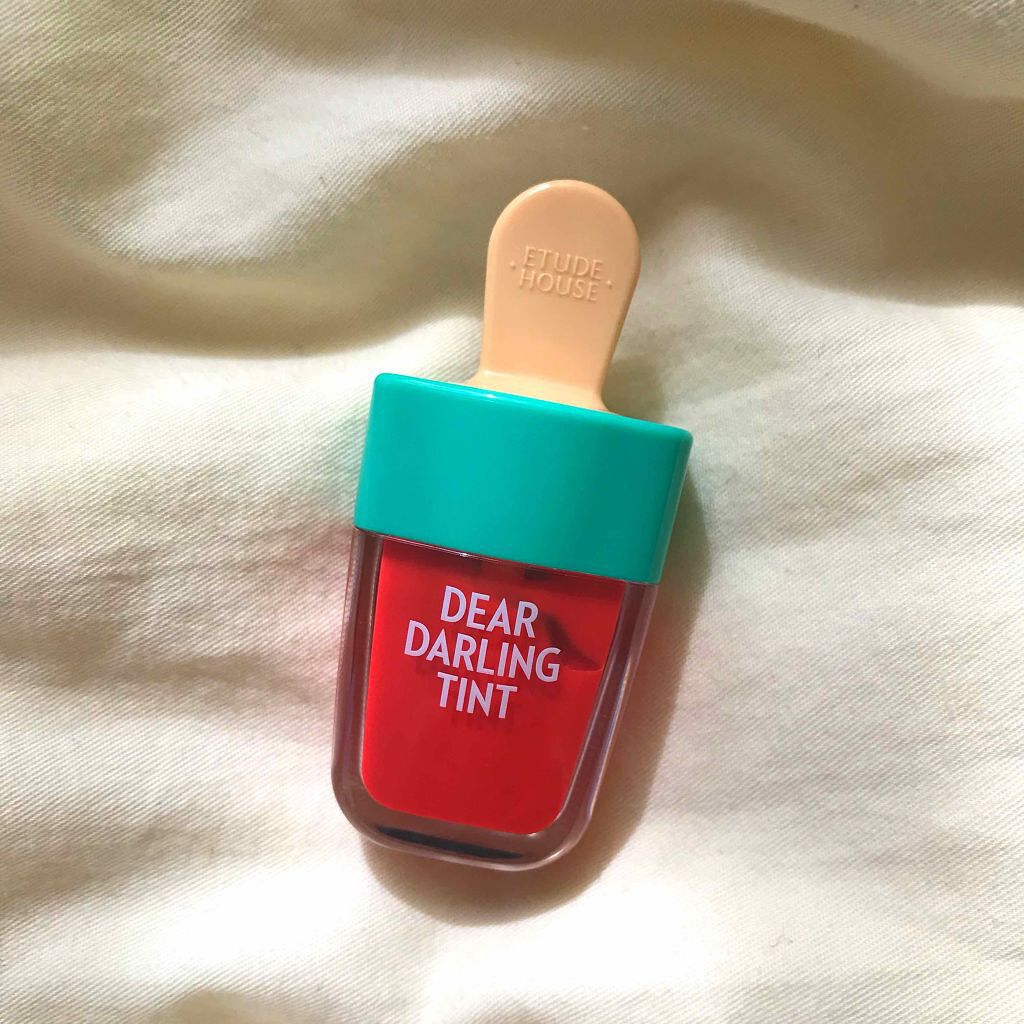 · ETUDE ·
HOUSE
DEAR
DARLING
TINT